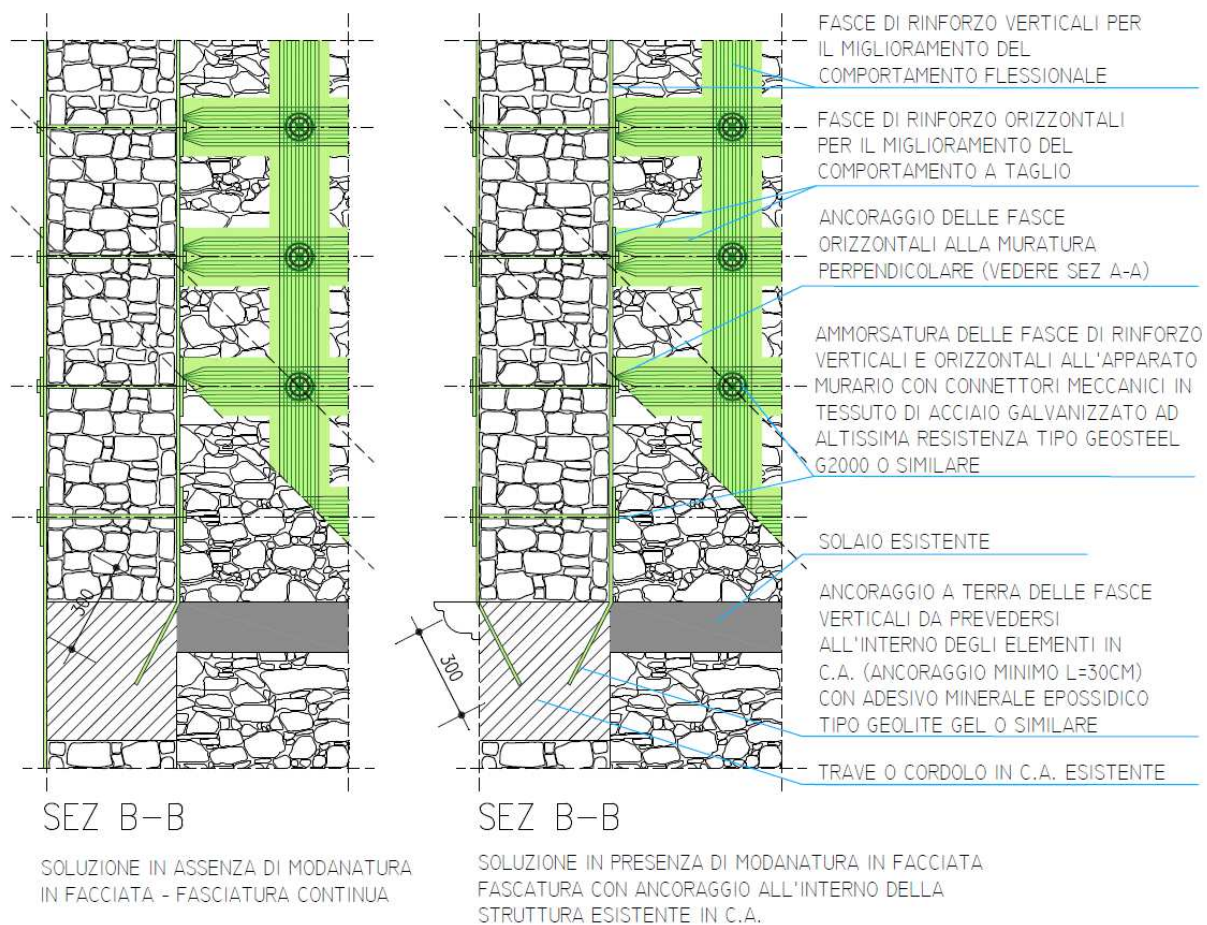 FASCE DI RINFORZO VERTICALI PER
IL MIGLIORAMENTO DEL
COMPORTAMENTO FLESSIONALE
FASCE DI RINFORZO ORIZZONTALI
PER IL MIGLIORAMENTO DEL
COMPORTAMENTO A TAGLIO
ANCORAGGIO DELLE FASCE
ORIZZONTALI ALLA MURATURA
PERPENDICOLARE (VEDERE SEZ A-A)
AMMORSATURA DELLE FASCE DI RINFORZO
VERTICALI E ORIZZONTALI ALL'APPARATO
MURARIO CON CONNETTORI MECCANICI IN
TESSUTO DI ACCIAIO GALVANIZZATO AD
ALTISSIMA RESISTENZA TIPO GEOSTEEL
G2000 O SIMILARE
SOLAIO ESISTENTE
ANCORAGGIO A TERRA DELLE FASCE
VERTICALI DA PREVEDERSI
ALL'INTERNO DEGLI ELEMENTI IN
C.A. (ANCORAGGIO MINIMO L=30CM)
CON ADESIVO MINERALE EPOSSIDICO
TIPO GEOLITE GEL O SIMILARE
TRAVE O CORDOLO IN C.A. ESISTENTE
300
300
SEZ B-B
SOLUZIONE IN ASSENZA DI MODANATURA
IN FACCIATA - FASCIATURA CONTINUA
SEZ B-B
SOLUZIONE IN PRESENZA DI MODANATURA IN FACCIATA
FASCATURA CON ANCORAGGIO ALL'INTERNO DELLA
STRUTTURA ESISTENTE IN C.A.